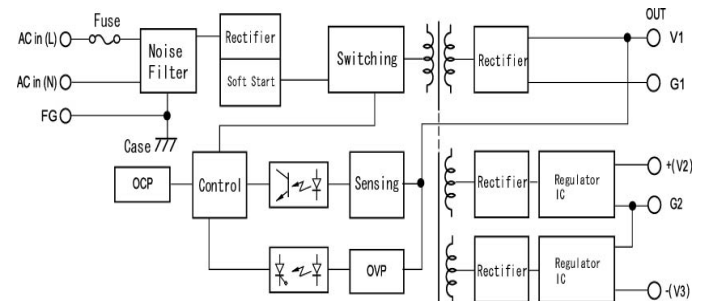 Fuse
OUT
AC in (L)
Noise
Filter
Rectifier
Soft Start
Switching
Rectifier
V1
AC in (N)
G1
FG
Case
OCP
Control
Sensing
Rectifier
Regulator
IC
+(V2)
G2
OVP
Rectifier
Regulator
IC
-(V3)